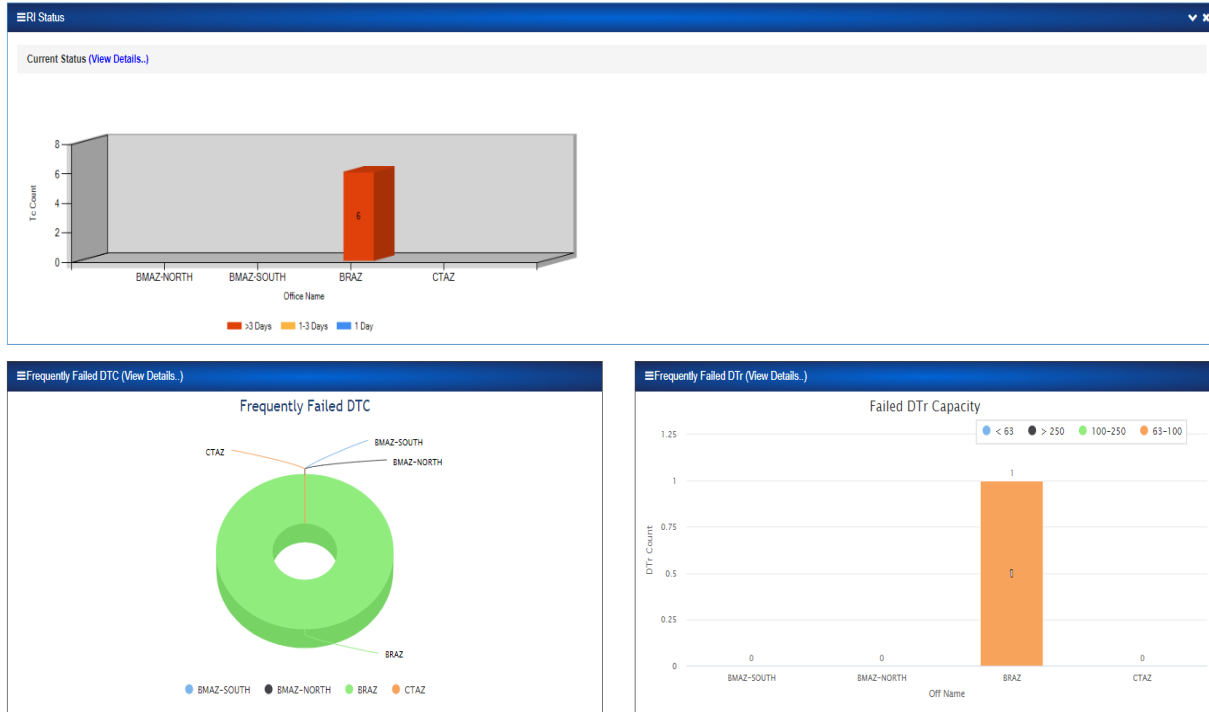 RI Status
Current Status (View Details..)
8
6
4
2
0
Tc Count
6
BMAZ-NORTH BMAZ-SOUTH BRAZ CTAZ
Office Name
>3 Days 1-3 Days 1 Day
Frequently Failed DTC (View Details..)
Frequently Failed DTC
BMAZ-SOUTH
CTAZ
BMAZ-NORTH
BRAZ
BMAZ-SOUTH BMAZ-NORTH BRAZ CTAZ
Frequently Failed DTr (View Details..)
Failed DTr Capacity
< 63 > 250 100-250 63-100
1.25
1
0.75
0.5
0.25
0
DTr Count
1
0 0 0
BMAZ-SOUTH BMAZ-NORTH BRAZ CTAZ
Off Name